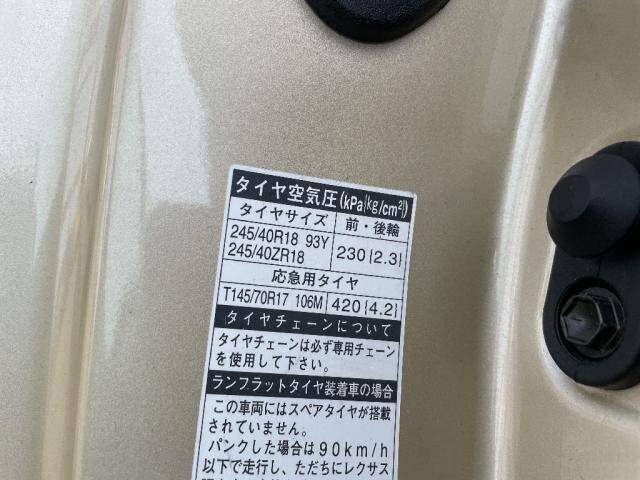 タイヤ空気圧(kPa{kg/cm²})
タイヤサイズ 前・後輪
245/40R18 93Y
245/40ZR18
230{2.3}
応急用タイヤ
T145/70R17 106M 420{4.2}
タイヤチェーンについて
タイヤチェーンは必ず専用チェーン
を使用して下さい。
ランフラットタイヤ装着車の場合
この車両にはスペアタイヤが搭載
されていません。
パンクした場合は90km/h
以下で走行し、ただちにレクサス